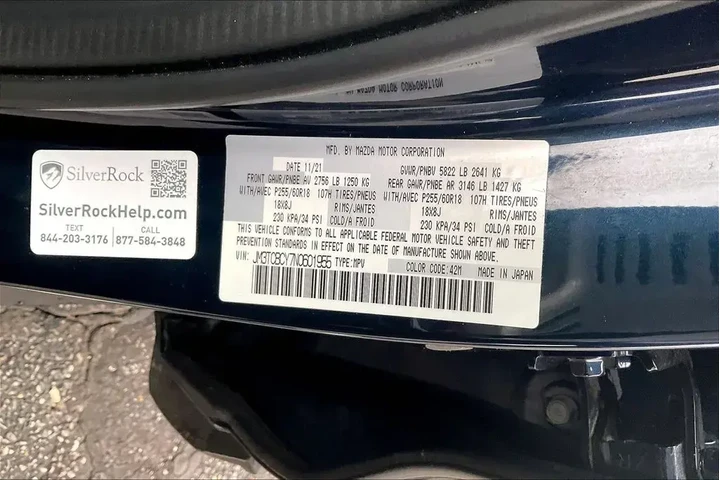 SilverRock
SilverRockHelp.com
TEXT CALL
844-203-3176 877-584-3848
MFD. BY MAZDA MOTOR CORPORATION
DATE 11/21 GVWR/PNBV 5822 LB 2641 KG
FRONT GAWR/PNBE AV 2756 LB 1250 KG REAR GAWR/PNBE AR 3146 LB 1427 KG
WITH/AVEC P255/60R18 107H TIRES/PNEUS WITH/AVEC P255/60R18 107H TIRES/PNEUS
18X8J RIMS/JANTES 18X8J RIMS/JANTES
230 KPA/34 PSI COLD/A FROID 230 KPA/34 PSI COLD/A FROID
THIS VEHICLE CONFORMS TO ALL APPLICABLE FEDERAL MOTOR VEHICLE SAFETY AND THEFT
PREVENTION STANDARDS IN EFFECT ON THE DATE OF MANUFACTURE SHOWN ABOVE.
VIN: JM3TCBCY7N0601955 TYPE:MPV COLOR CODE:42M MADE IN JAPAN